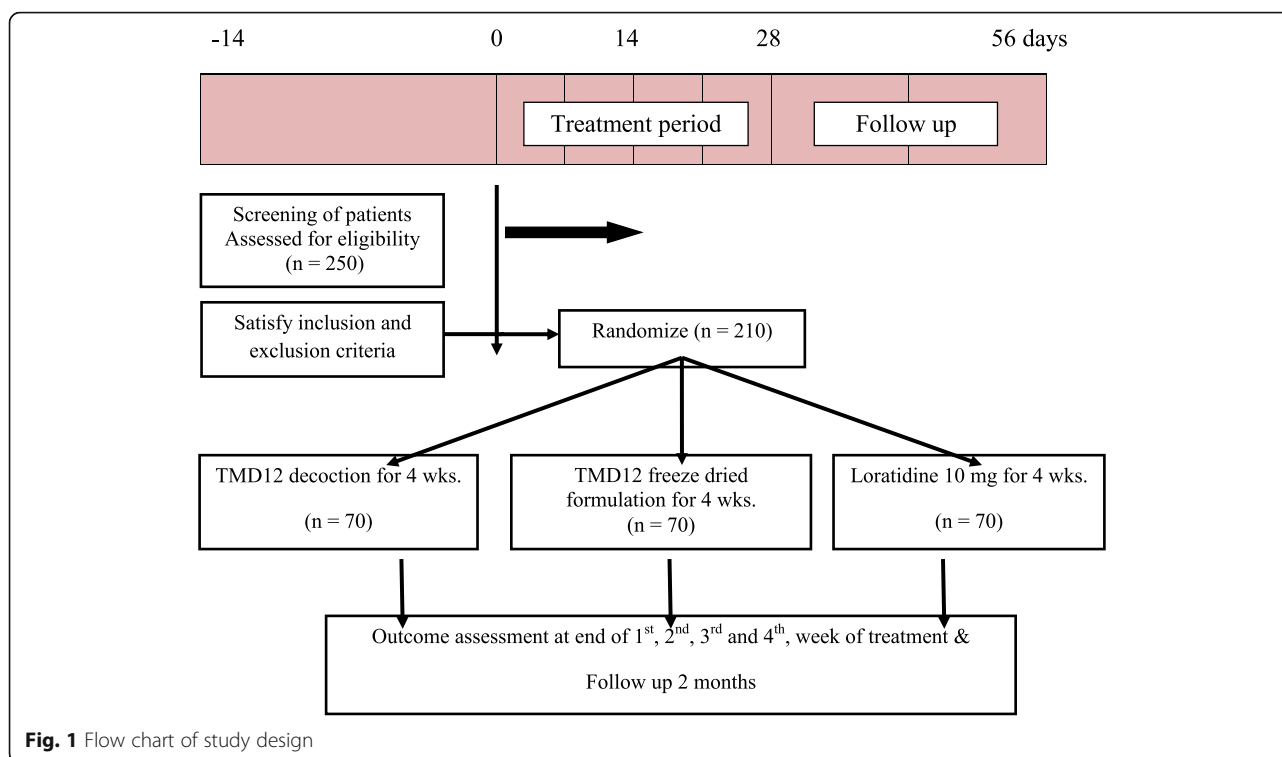 -14 0 14 28 56 days
Treatment period Follow up
Screening of patients
Assessed for eligibility
(n = 250)
Satisfy inclusion and
exclusion criteria
Randomize (n = 210)
TMD12 decoction for 4 wks.
(n = 70)
TMD12 freeze dried
formulation for 4 wks.
(n = 70)
Loratidine 10 mg for 4 wks.
(n = 70)
Outcome assessment at end of 1st, 2nd, 3rd and 4th, week of treatment &
Follow up 2 months
Fig. 1 Flow chart of study design